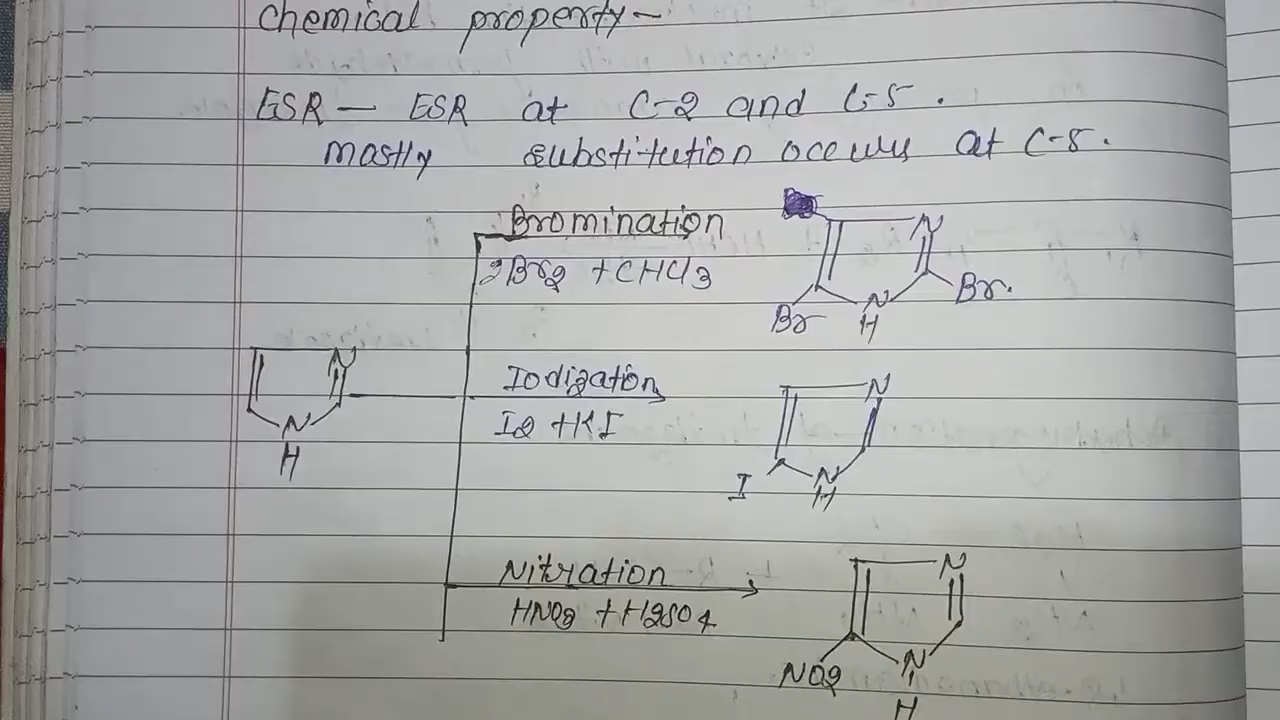 Chemical property-
ESR - ESR at C-2 and C-5.
mostly substitution occurs at C-5.
Bromination
2Br2 + CHCl3
N
Br
N
H
Br.
N
N
H
Iodization
I2 + KI
N
I
N
H
Nitration
HNO3 + H2SO4
N
NO2
N
H